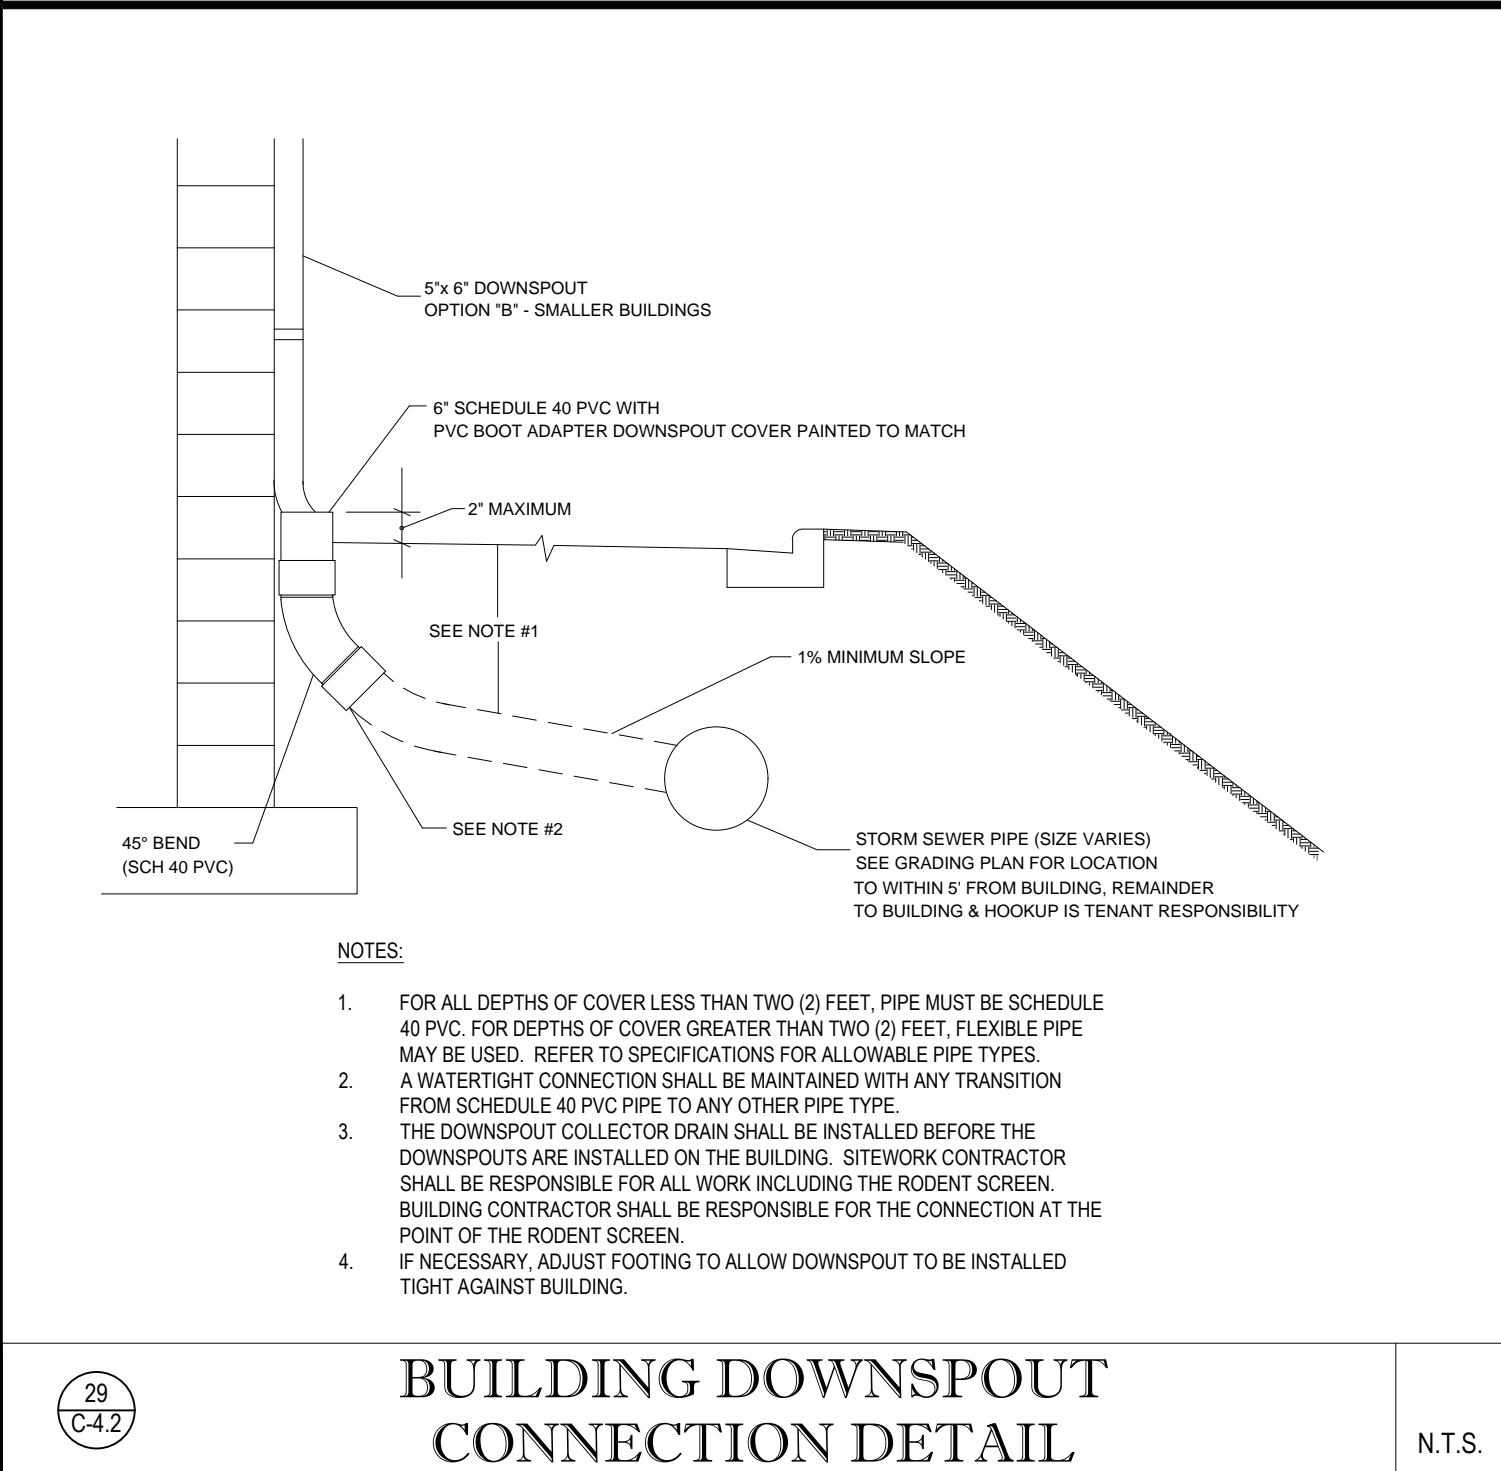 5"x 6" DOWNSPOUT
OPTION "B" - SMALLER BUILDINGS
6" SCHEDULE 40 PVC WITH
PVC BOOT ADAPTER DOWNSPOUT COVER PAINTED TO MATCH
2" MAXIMUM
SEE NOTE #1
1% MINIMUM SLOPE
SEE NOTE #2
45° BEND
(SCH 40 PVC)
STORM SEWER PIPE (SIZE VARIES)
SEE GRADING PLAN FOR LOCATION
TO WITHIN 5' FROM BUILDING, REMAINDER
TO BUILDING & HOOKUP IS TENANT RESPONSIBILITY
NOTES:
1. FOR ALL DEPTHS OF COVER LESS THAN TWO (2) FEET, PIPE MUST BE SCHEDULE
40 PVC. FOR DEPTHS OF COVER GREATER THAN TWO (2) FEET, FLEXIBLE PIPE
MAY BE USED. REFER TO SPECIFICATIONS FOR ALLOWABLE PIPE TYPES.
2. A WATERTIGHT CONNECTION SHALL BE MAINTAINED WITH ANY TRANSITION
FROM SCHEDULE 40 PVC PIPE TO ANY OTHER PIPE TYPE.
3. THE DOWNSPOUT COLLECTOR DRAIN SHALL BE INSTALLED BEFORE THE
DOWNSPOUTS ARE INSTALLED ON THE BUILDING. SITEWORK CONTRACTOR
SHALL BE RESPONSIBLE FOR ALL WORK INCLUDING THE RODENT SCREEN.
BUILDING CONTRACTOR SHALL BE RESPONSIBLE FOR THE CONNECTION AT THE
POINT OF THE RODENT SCREEN.
4. IF NECESSARY, ADJUST FOOTING TO ALLOW DOWNSPOUT TO BE INSTALLED
TIGHT AGAINST BUILDING.
29
C-4.2
BUILDING DOWNSPOUT
CONNECTION DETAIL
N.T.S.